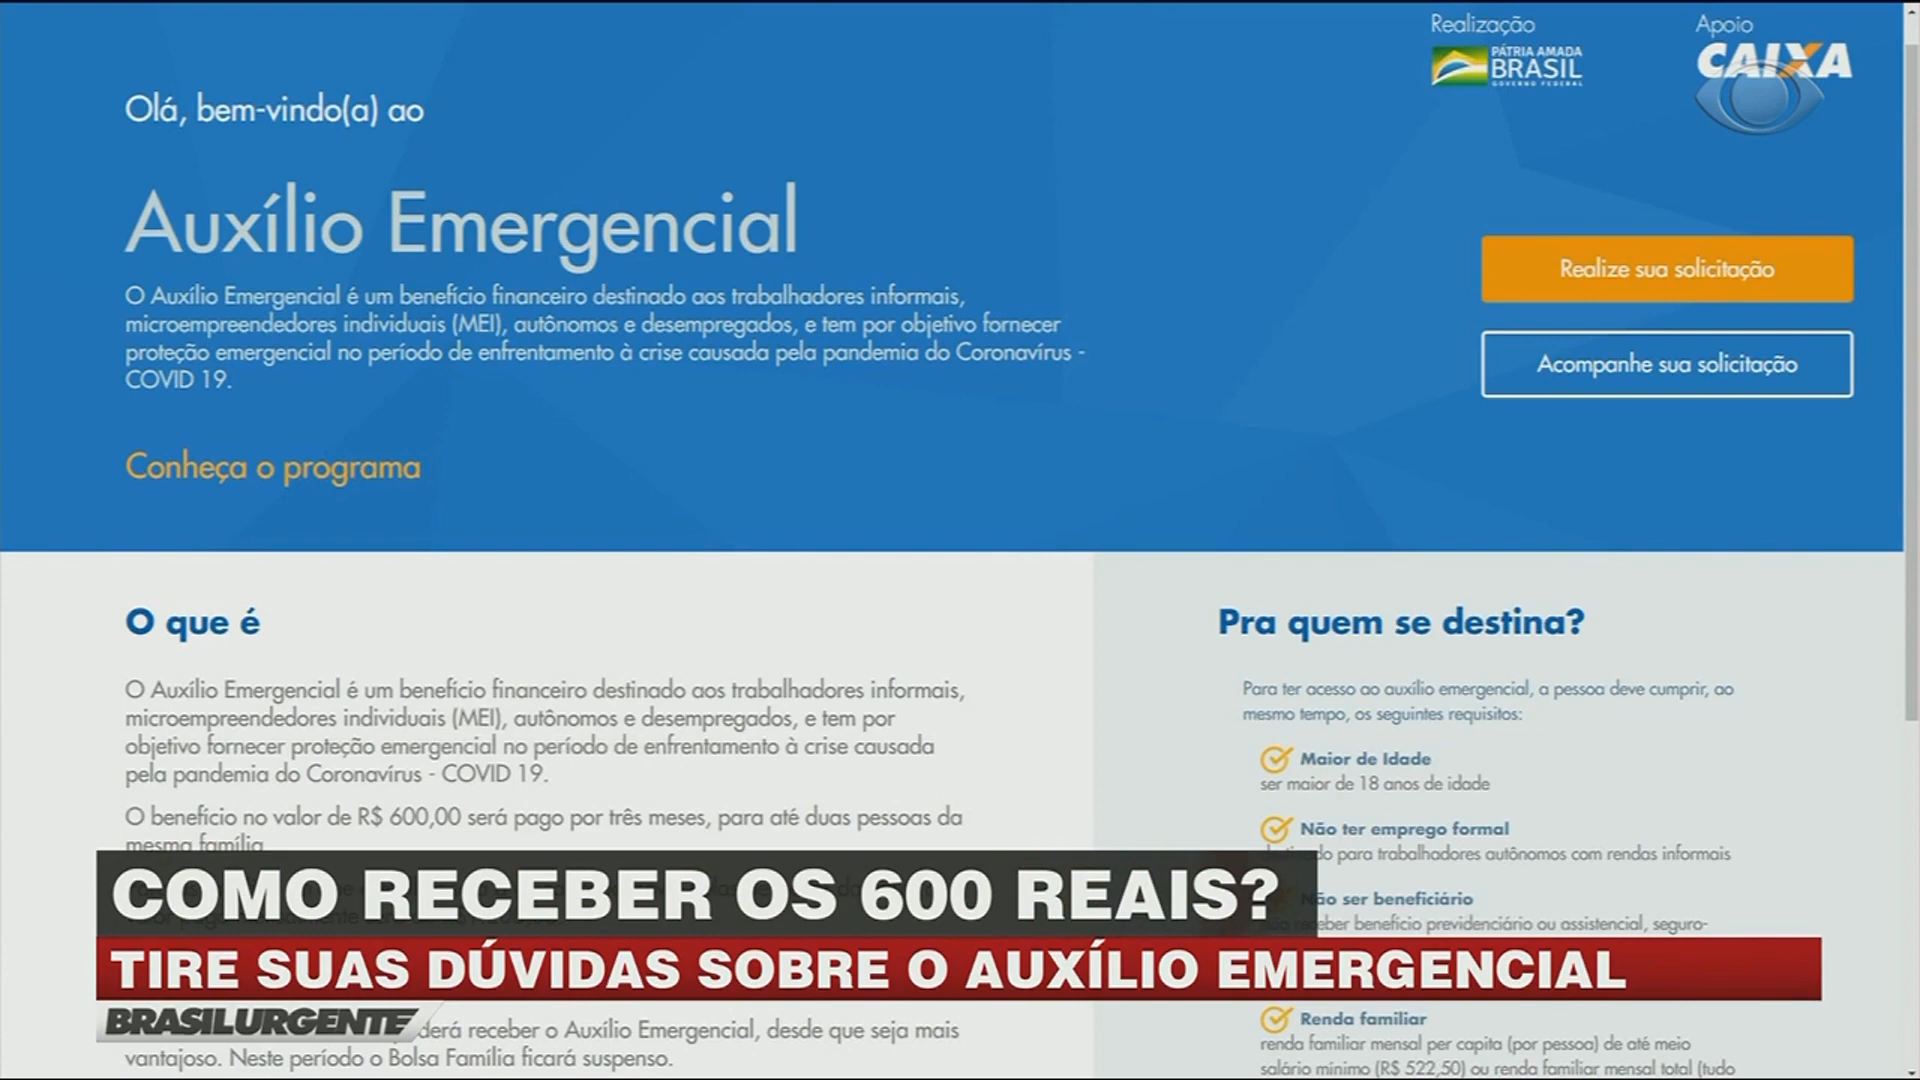 Realização
Apoio
PÁTRIA AMADA
BRASIL
GOVERNO FEDERAL
CAIXA
Olá, bem-vindo(a) ao
Auxílio Emergencial
O Auxílio Emergencial é um benefício financeiro destinado aos trabalhadores informais,
microempreendedores individuais (MEI), autônomos e desempregados, e tem por objetivo fornecer
proteção emergencial no período de enfrentamento à crise causada pela pandemia do Coronavírus -
COVID 19.
Realize sua solicitação
Acompanhe sua solicitação
Conheça o programa
O que é
O Auxílio Emergencial é um benefício financeiro destinado aos trabalhadores informais,
microempreendedores individuais (MEI), autônomos e desempregados, e tem por
objetivo fornecer proteção emergencial no período de enfrentamento à crise causada
pela pandemia do Coronavírus - COVID 19.
O benefício no valor de R$ 600,00 será pago por três meses, para até duas pessoas da
mesma família
Pra quem se destina?
Para ter acesso ao auxílio emergencial, a pessoa deve cumprir, ao
mesmo tempo, os seguintes requisitos:
Maior de Idade
ser maior de 18 anos de idade
Não ter emprego formal
destinado para trabalhadores autônomos com rendas informais
Não ser beneficiário
não receber benefício previdenciário ou assistencial, seguro-
COMO RECEBER OS 600 REAIS?
TIRE SUAS DÚVIDAS SOBRE O AUXÍLIO EMERGENCIAL
BRASILURGENTE
receber o Auxílio Emergencial, desde que seja mais
vantajoso. Neste período o Bolsa Família ficará suspenso.
Renda familiar
renda familiar mensal per capita (por pessoa) de até meio
salário mínimo (R$ 522,50) ou renda familiar mensal total (tudo